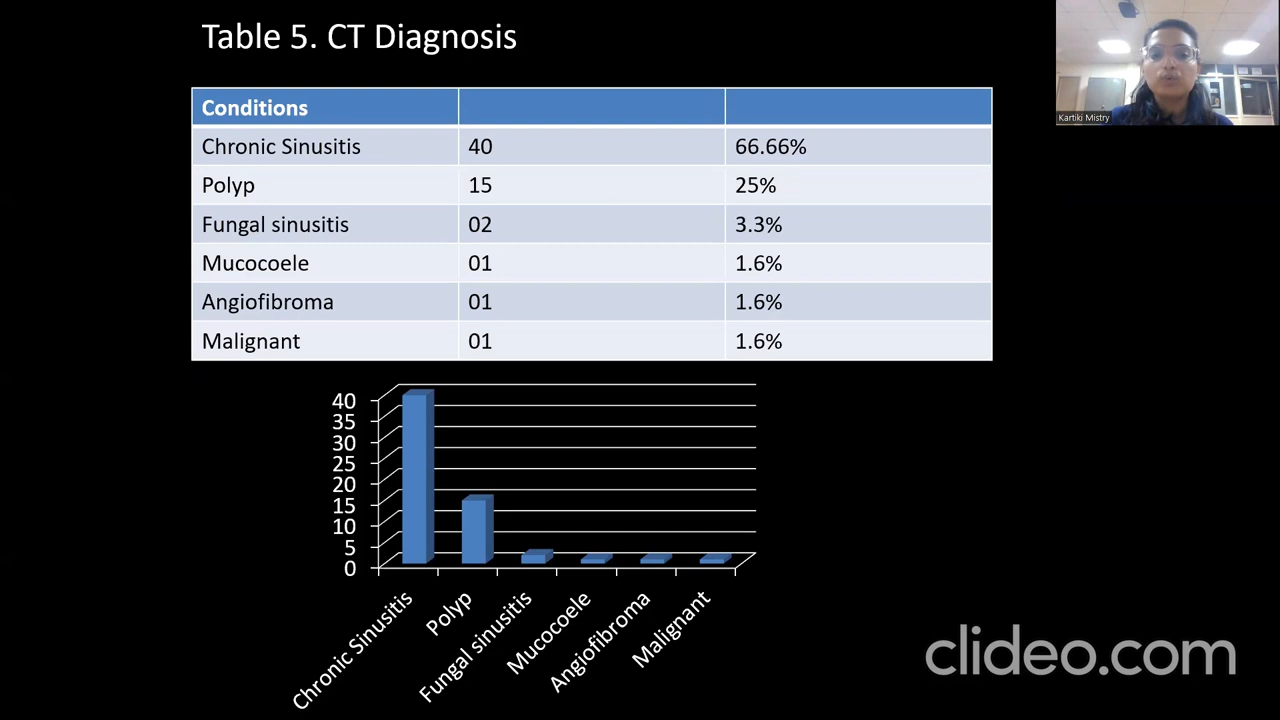 Table 5. CT Diagnosis
Kartiki Mistry
Conditions
Chronic Sinusitis 40 66.66%
Polyp 15 25%
Fungal sinusitis 02 3.3%
Mucocoele 01 1.6%
Angiofibroma 01 1.6%
Malignant 01 1.6%
40
35
30
25
20
15
10
5
0
Chronic Sinusitis
Polyp
Fungal sinusitis
Mucocoele
Angiofibroma
Malignant
clideo.com